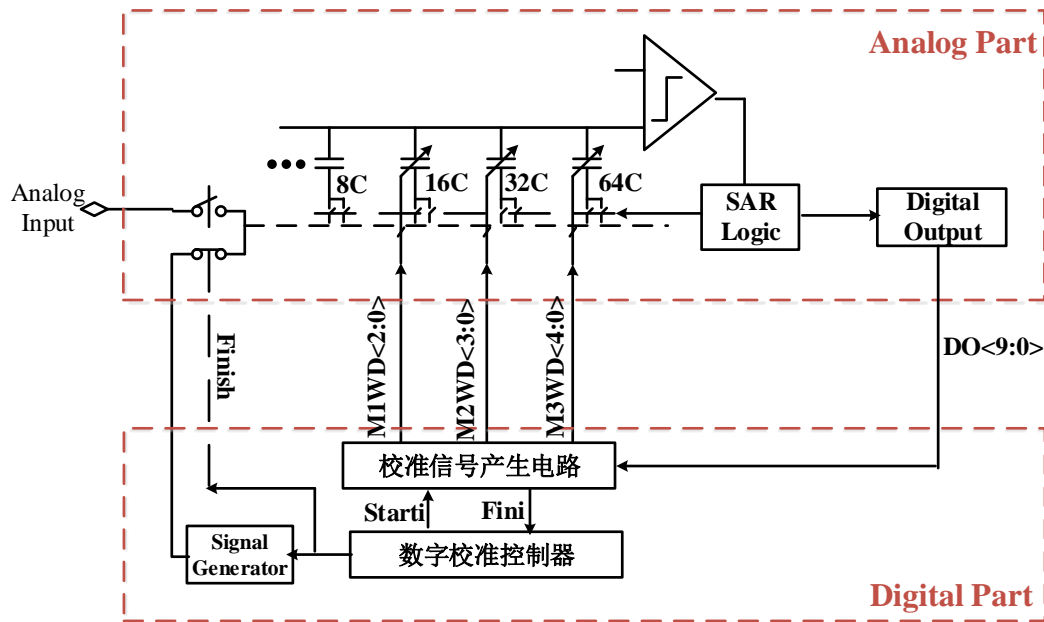 Analog Part
8C
16C
32C
64C
Analog
Input
SAR
Logic
Digital
Output
Finish
M1WD<2:0>
M2WD<3:0>
M3WD<4:0>
DO<9:0>
校准信号产生电路
Starti
Fini
Signal
Generator
数字校准控制器
Digital Part